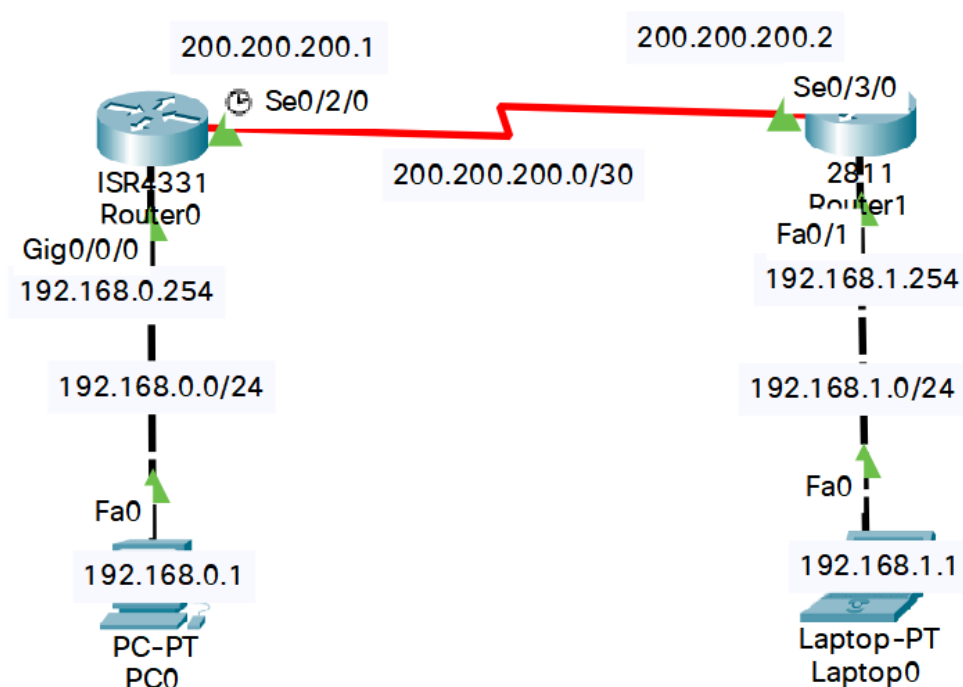 200.200.200.1
200.200.200.2
Se0/2/0
Se0/3/0
200.200.200.0/30
ISR4331
Router0
2811
Router1
Gig0/0/0
Fa0/1
192.168.0.254
192.168.1.254
192.168.0.0/24
192.168.1.0/24
Fa0
Fa0
192.168.0.1
192.168.1.1
PC-PT
PC0
Laptop-PT
Laptop0